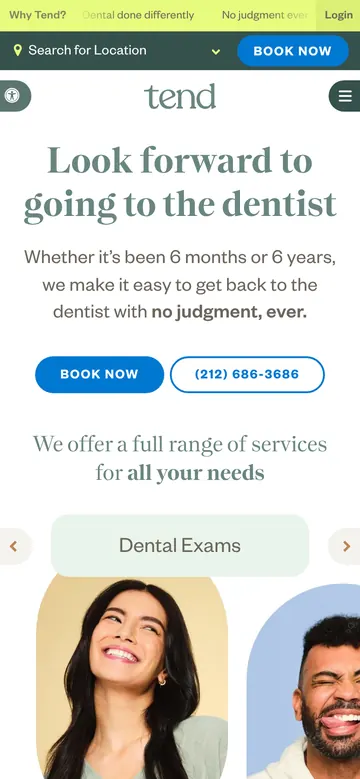 Why Tend? Dental done differently No judgment ever Login
Search for Location BOOK NOW
tend
Look forward to
going to the dentist
Whether it’s been 6 months or 6 years,
we make it easy to get back to the
dentist with no judgment, ever.
BOOK NOW (212) 686-3686
We offer a full range of services
for all your needs
Dental Exams